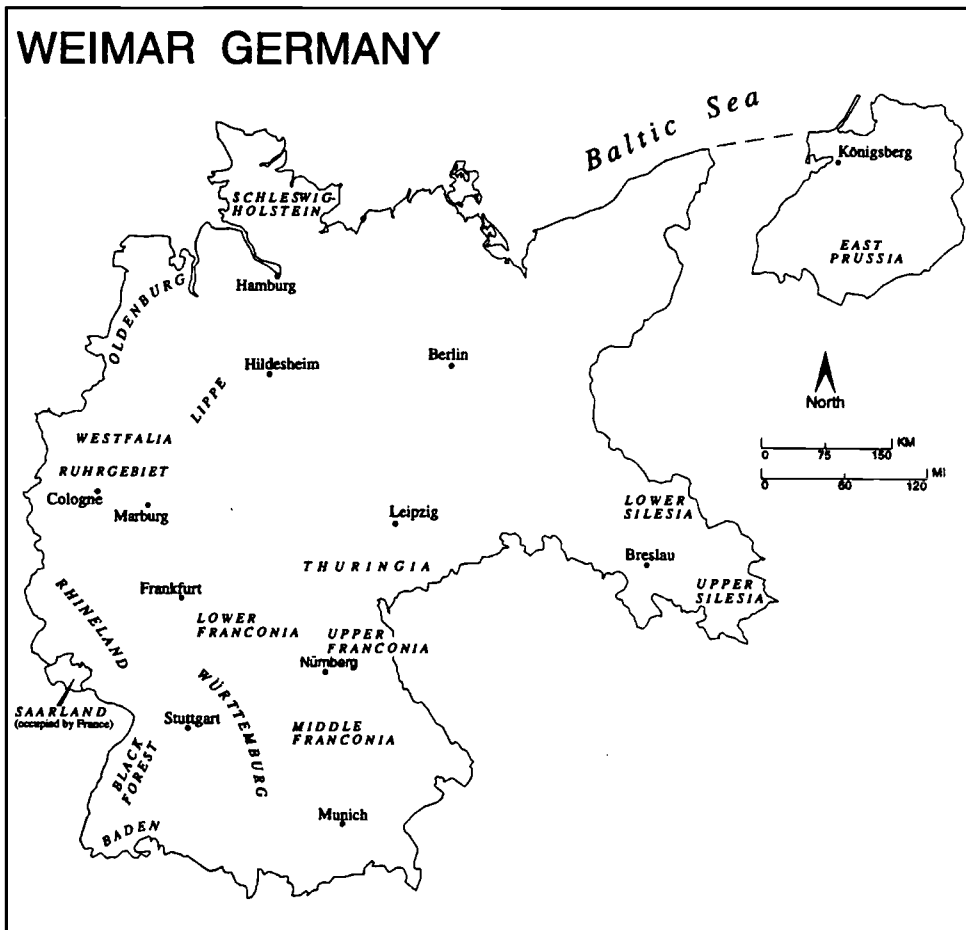 WEIMAR GERMANY
Baltic Sea
Königsberg
SCHLESWIG-
HOLSTEIN
EAST
PRUSSIA
Hamburg
OLDENBURG
Hildesheim
Berlin
LIPPE
North
WESTFALIA
KM
0 75 150
RUHRGEBIET
MI
0 60 120
Cologne
Marburg
Leipzig
LOWER
SILESIA
Breslau
THURINGIA
UPPER
SILESIA
Frankfurt
RHINELAND
LOWER
FRANCONIA
UPPER
FRANCONIA
Nürnberg
WÜRTTEMBURG
SAARLAND
(occupied by France)
Stuttgart
MIDDLE
FRANCONIA
BLACK
FOREST
Munich
BADEN